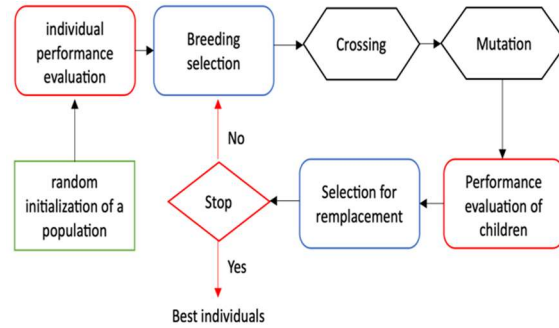 individual
performance
evaluation
Breeding
selection
Crossing
Mutation
No
random
initialization of a
population
Stop
Selection for
remplacement
Performance
evaluation of
children
Yes
Best individuals